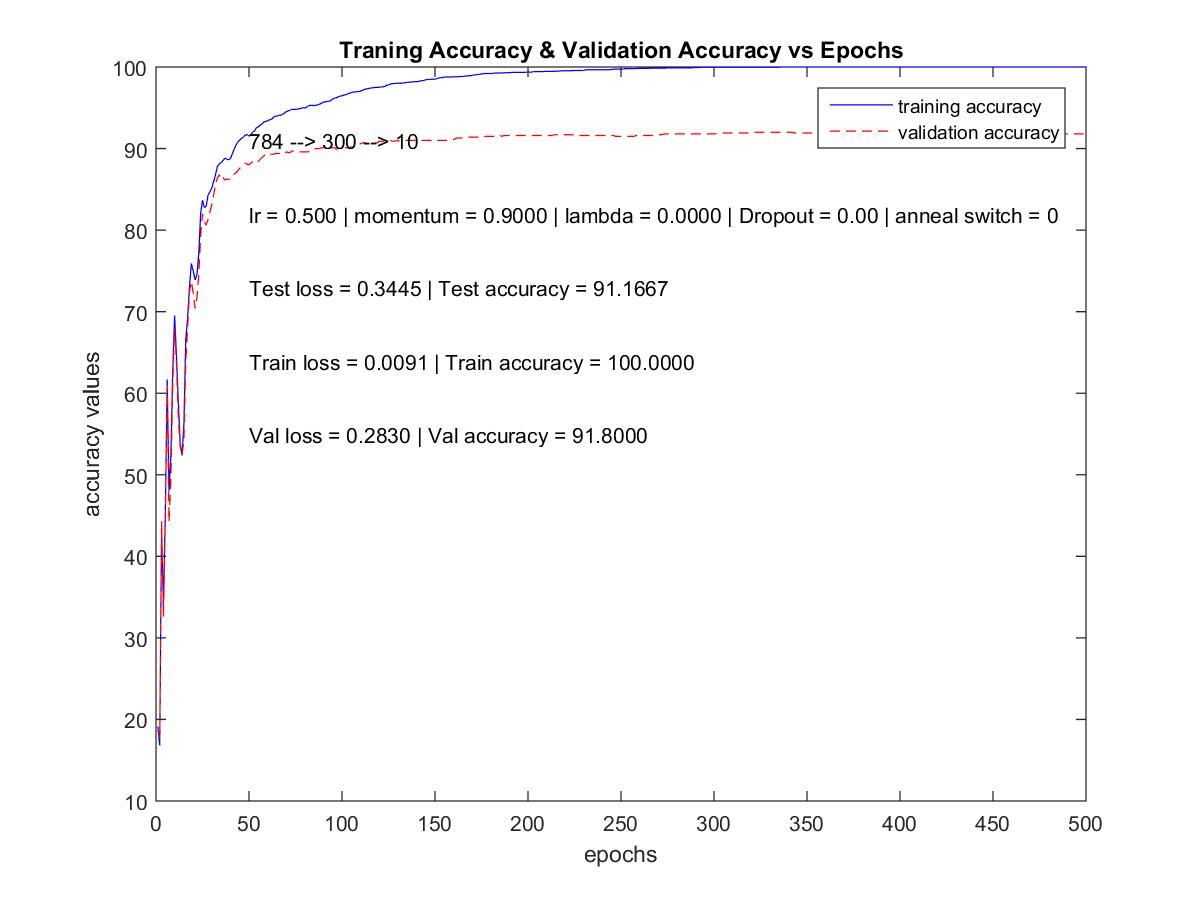 Traning Accuracy & Validation Accuracy vs Epochs
100
90
80
70
60
50
40
30
20
10
accuracy values
training accuracy
validation accuracy
784 --> 300 --> 10
lr = 0.500 | momentum = 0.9000 | lambda = 0.0000 | Dropout = 0.00 | anneal switch = 0
Test loss = 0.3445 | Test accuracy = 91.1667
Train loss = 0.0091 | Train accuracy = 100.0000
Val loss = 0.2830 | Val accuracy = 91.8000
0 50 100 150 200 250 300 350 400 450 500
epochs